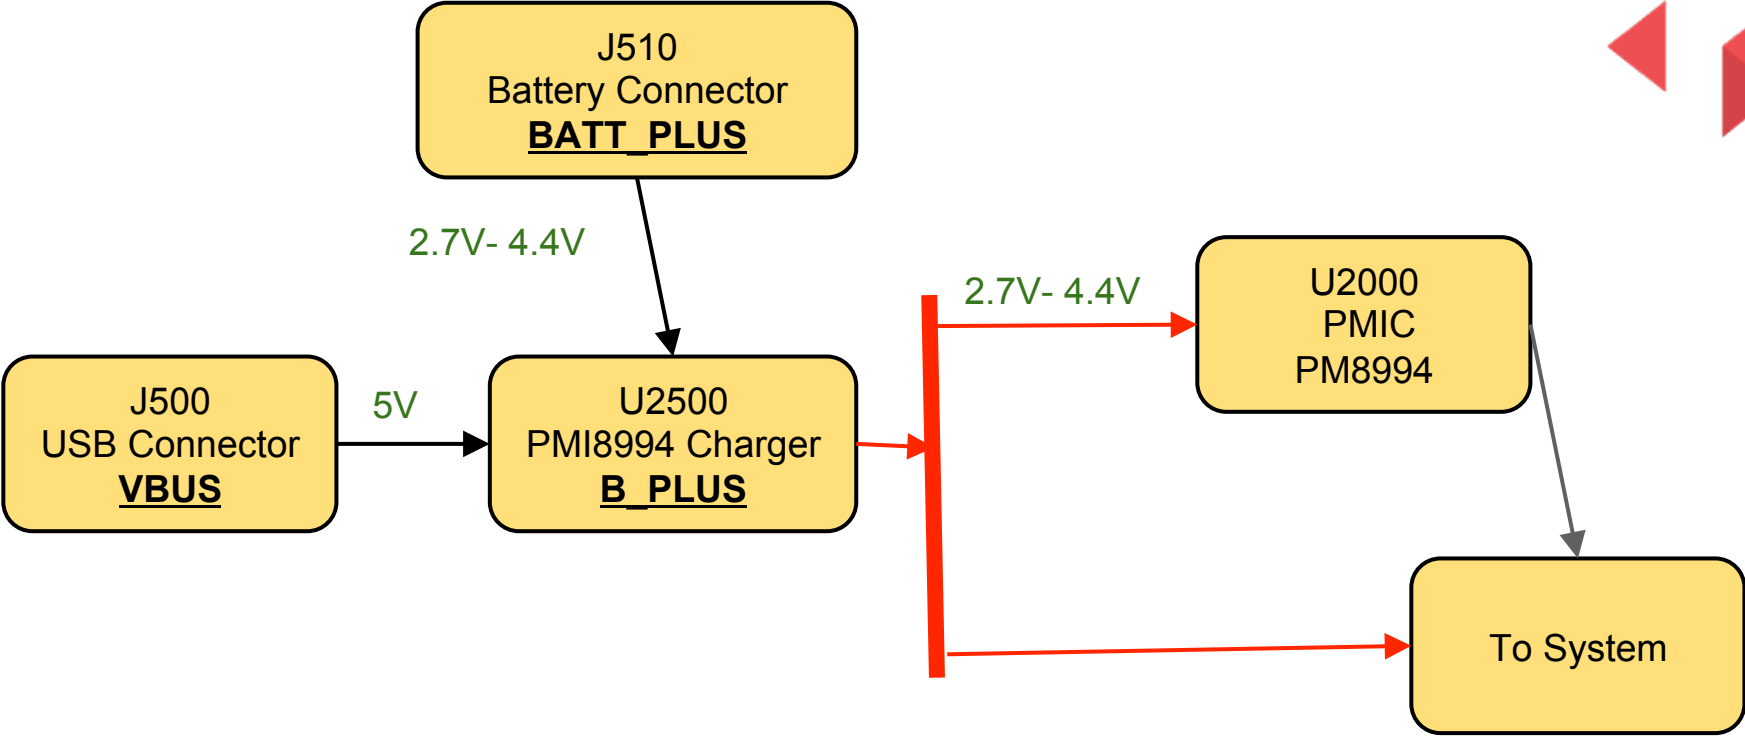 J510
Battery Connector
BATT_PLUS
2.7V- 4.4V
2.7V- 4.4V
U2000
PMIC
PM8994
J500
USB Connector
VBUS
5V
U2500
PMI8994 Charger
B_PLUS
To System